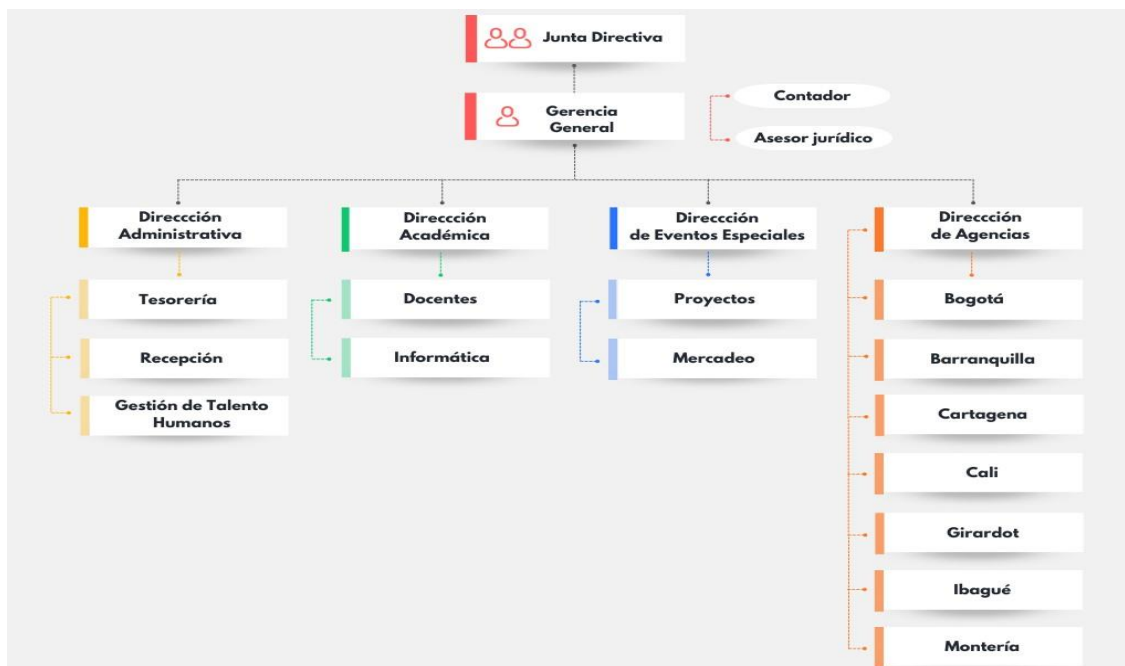 Junta Directiva
Gerencia
General
Contador
Asesor jurídico
Direccción
Administrativa
Tesorería
Recepción
Gestión de Talento
Humanos
Direccción
Académica
Docentes
Informática
Direccción
de Eventos Especiales
Proyectos
Mercadeo
Direccción
de Agencias
Bogotá
Barranquilla
Cartagena
Cali
Girardot
Ibagué
Montería